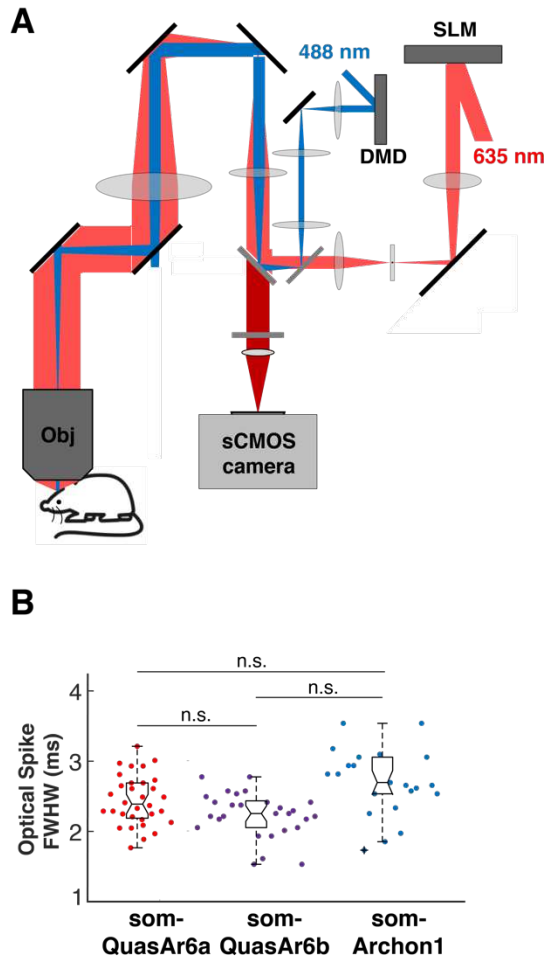 A
SLM
488 nm
DMD
635 nm
Obj
sCMOS
camera
B
n.s.
n.s.
n.s.
4
3
2
1
Optical Spike
FWHW (ms)
som-
QuasAr6a
som-
QuasAr6b
som-
Archon1